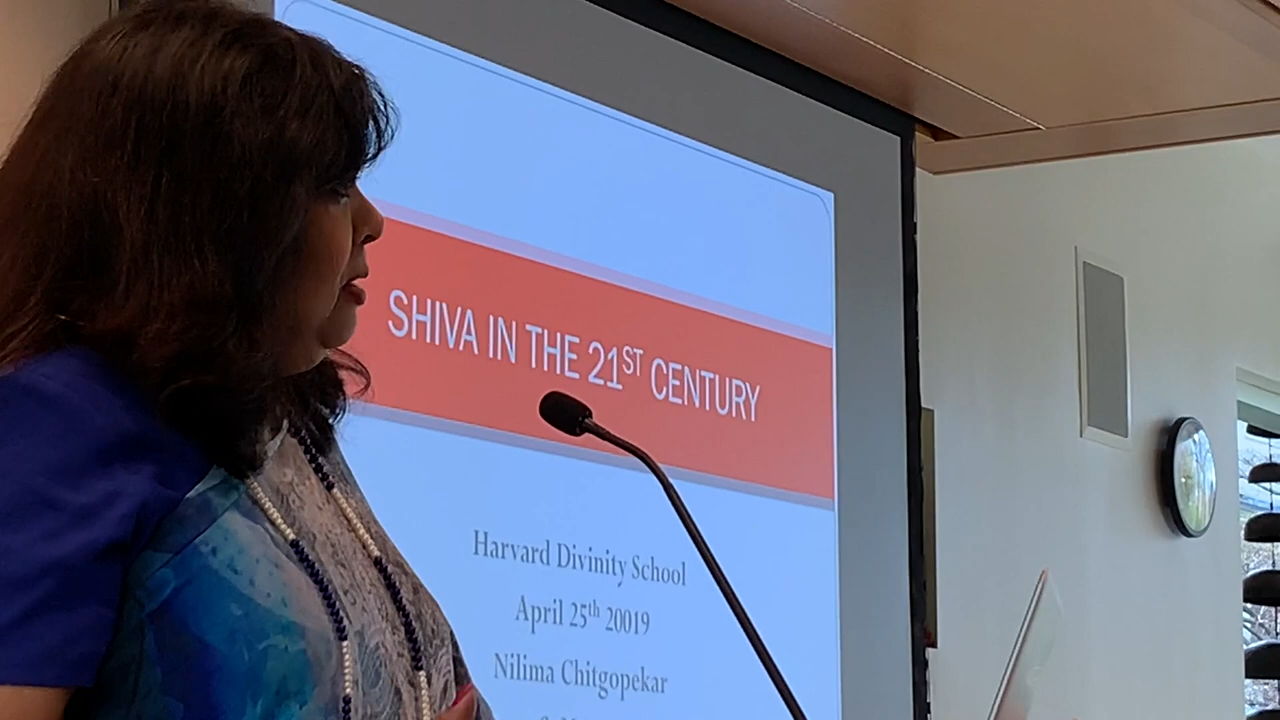 SHIVA IN THE 21ST CENTURY
Harvard Divinity School
April 25th 20019
Nilima Chitgopekar